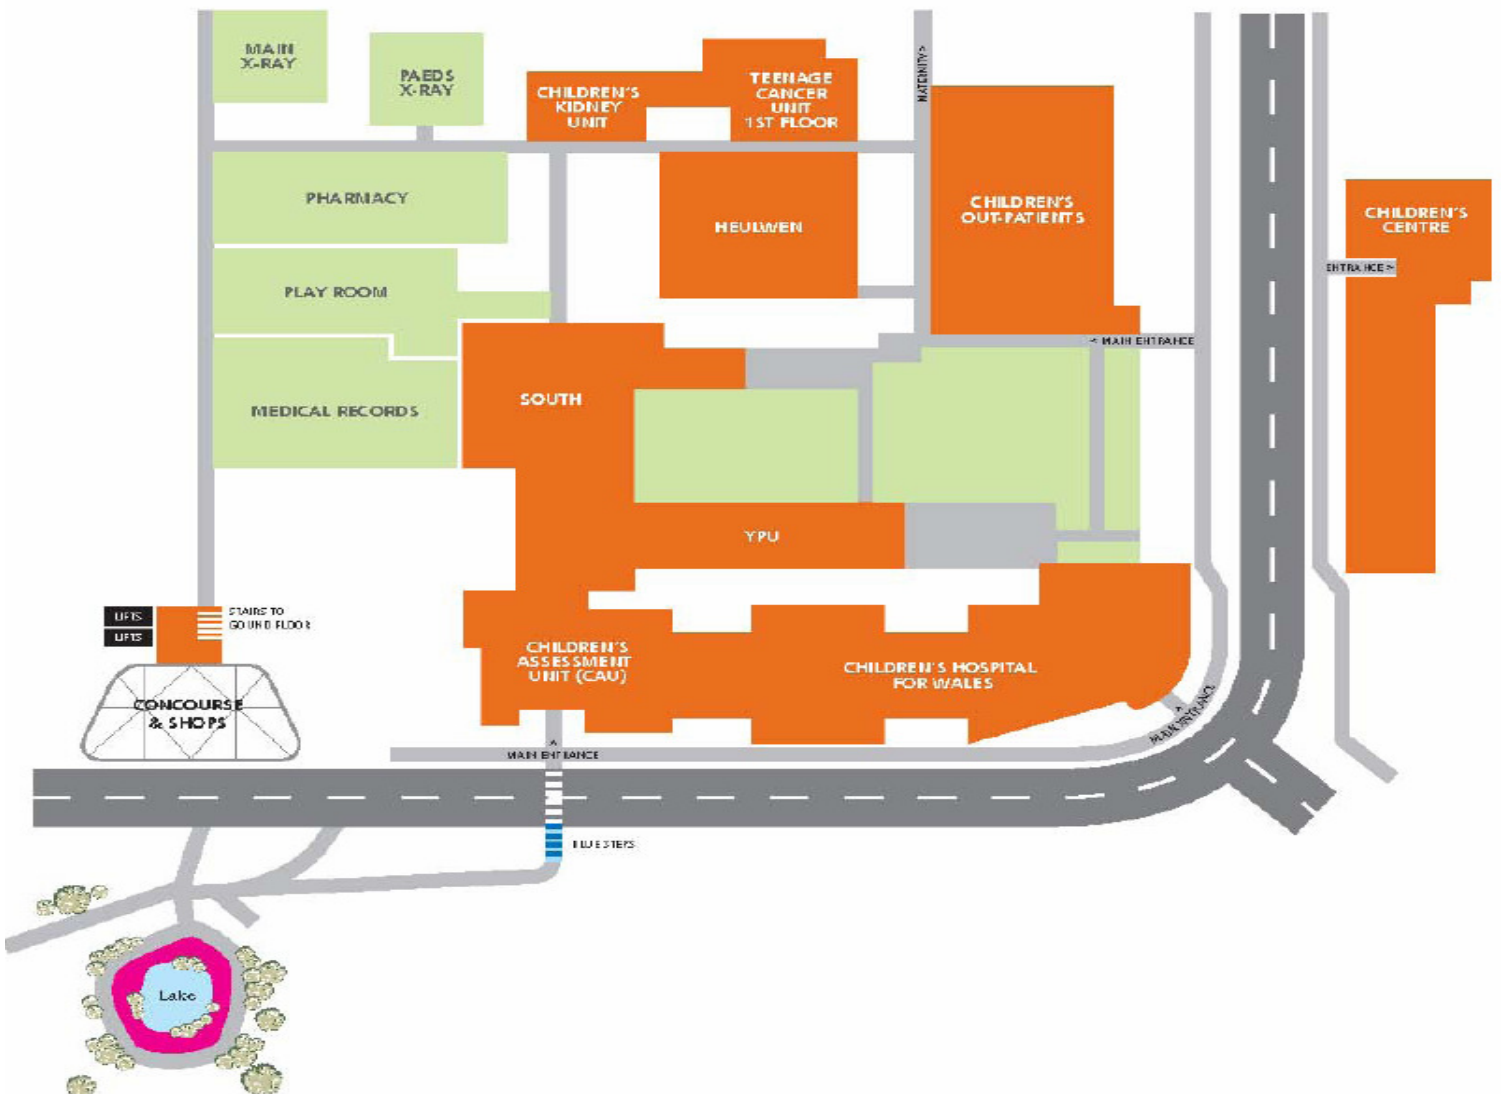 MAIN
X-RAY
PAEDS
X-RAY
CHILDREN'S
KIDNEY
UNIT
TEENAGE
CANCER
UNIT
1ST FLOOR
MATERNITY >
PHARMACY
HEULWEN
CHILDREN'S
OUT-PATIENTS
CHILDREN'S
CENTRE
ENTRANCE >
PLAY ROOM
< MAIN ENTRANCE
MEDICAL RECORDS
SOUTH
YPU
LIFTS
LIFTS
STAIRS TO
GOUND FLOOR
CHILDREN'S
ASSESSMENT
UNIT (CAU)
CHILDREN'S HOSPITAL
FOR WALES
CONCOURSE
& SHOPS
MAIN ENTRANCE >
MAIN ENTRANCE
BLUE STEPS
Lake